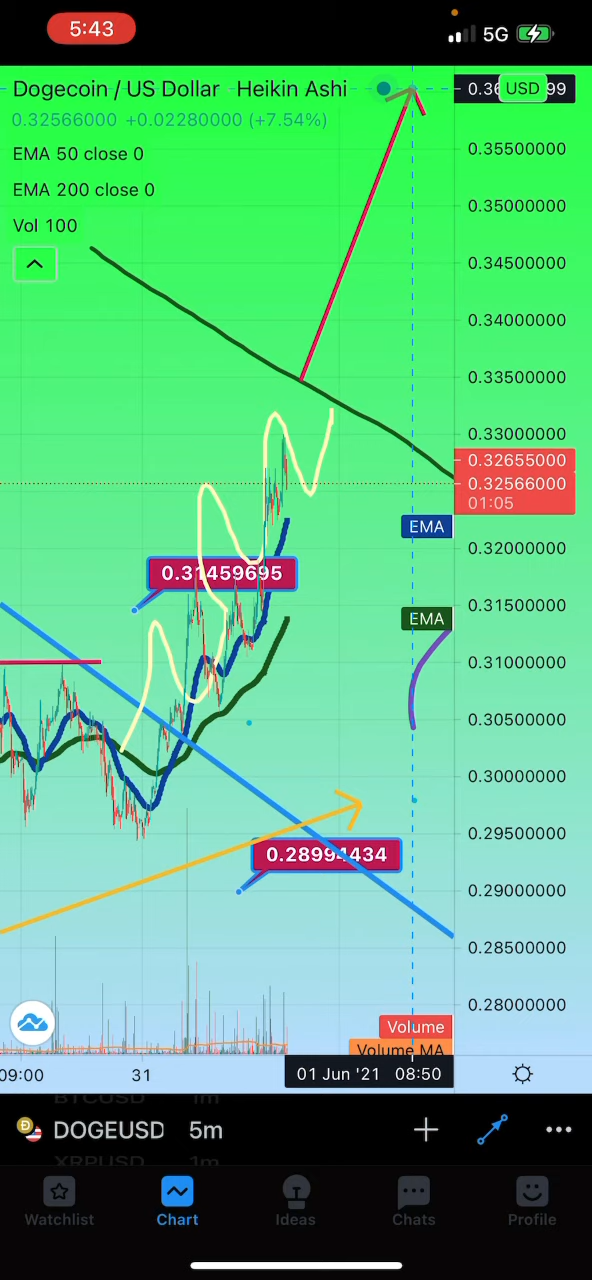 5:43
5G
Dogecoin / US Dollar Heikin Ashi
USD
0.32566000 +0.02280000 (+7.54%)
EMA 50 close 0
EMA 200 close 0
Vol 100
0.35500000
0.35000000
0.34500000
0.34000000
0.33500000
0.33000000
0.32655000
0.32566000
01:05
EMA
0.32000000
0.31459695
0.31500000
EMA
0.31000000
0.30500000
0.30000000
0.29500000
0.28994434
0.29000000
0.28500000
0.28000000
Volume
Volume MA
09:00 31 01 Jun '21 08:50
BTCUSD 1m
DOGEUSD 5m
XRPUSD 1m
Watchlist Chart Ideas Chats Profile